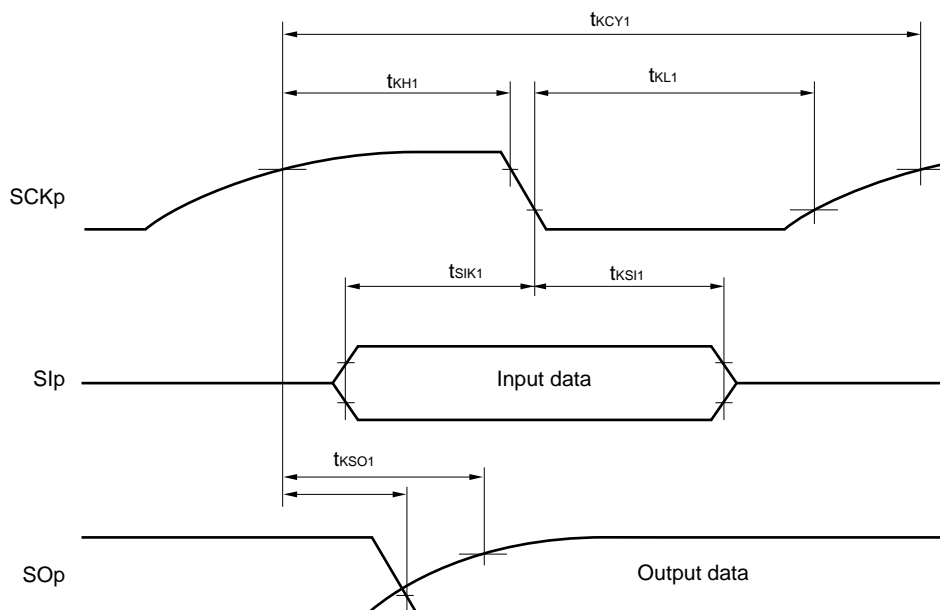 tKCY1
tKH1
tKL1
SCKp
tSIK1
tKSI1
SIp
Input data
tKSO1
SOp
Output data